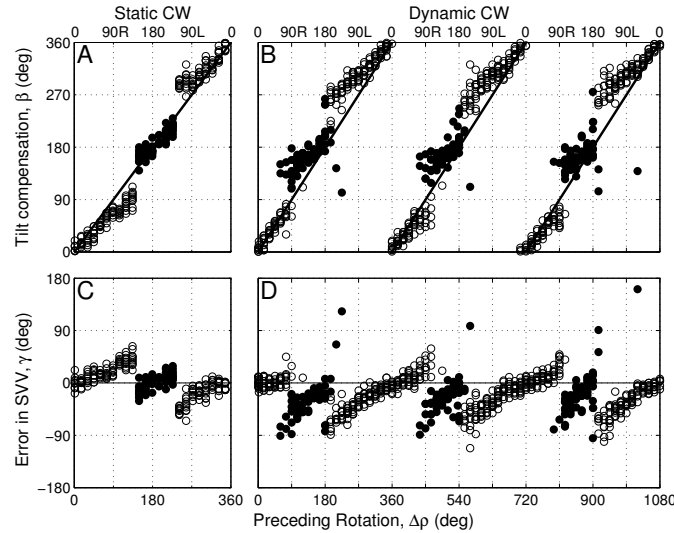 Static CW Dynamic CW
0 90R 180 90L 0 0 90R 180 90L 0 90R 180 90L 0 90R 180 90L 0
A B
360
270
180
90
0
Tilt compensation, β (deg)
C D
180
90
0
−90
−180
Error in SVV, γ (deg)
0 180 360 0 180 360 540 720 900 1080
Preceding Rotation, Δρ (deg)